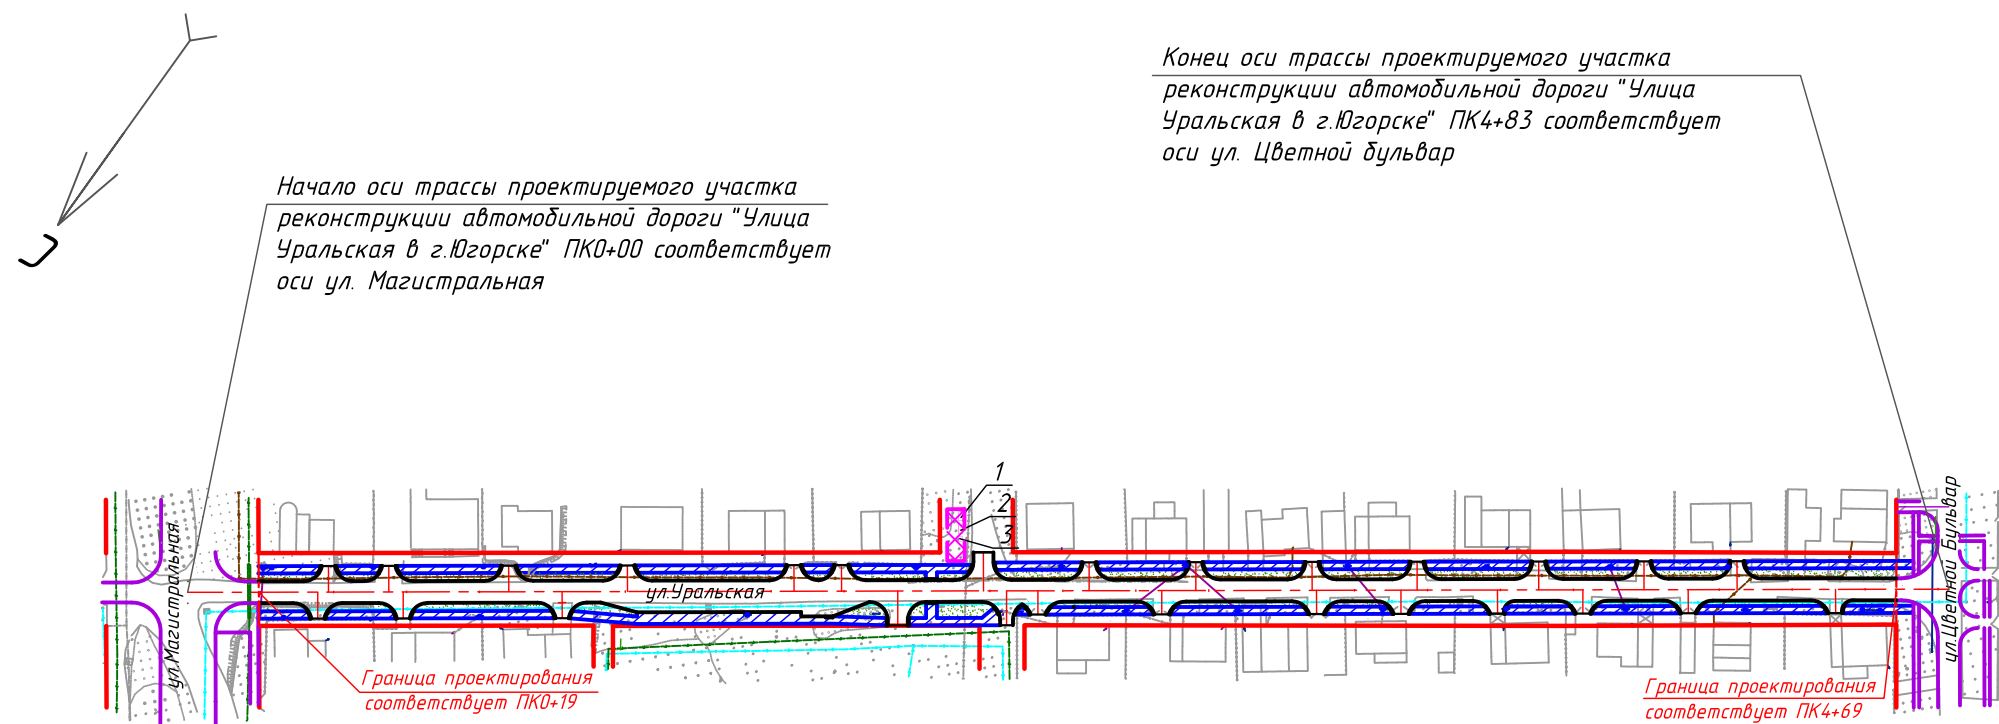 Конец оси трассы проектируемого участка
реконструкции автомобильной дороги "Улица
Уральская в г.Югорске" ПК4+83 соответствует
оси ул. Цветной бульвар
Начало оси трассы проектируемого участка
реконструкции автомобильной дороги "Улица
Уральская в г.Югорске" ПК0+00 соответствует
оси ул. Магистральная
1
2
3
ул.Магистральная
ул.Уральская
ул.Цветной Бульвар
Граница проектирования
соответствует ПК0+19
Граница проектирования
соответствует ПК4+69